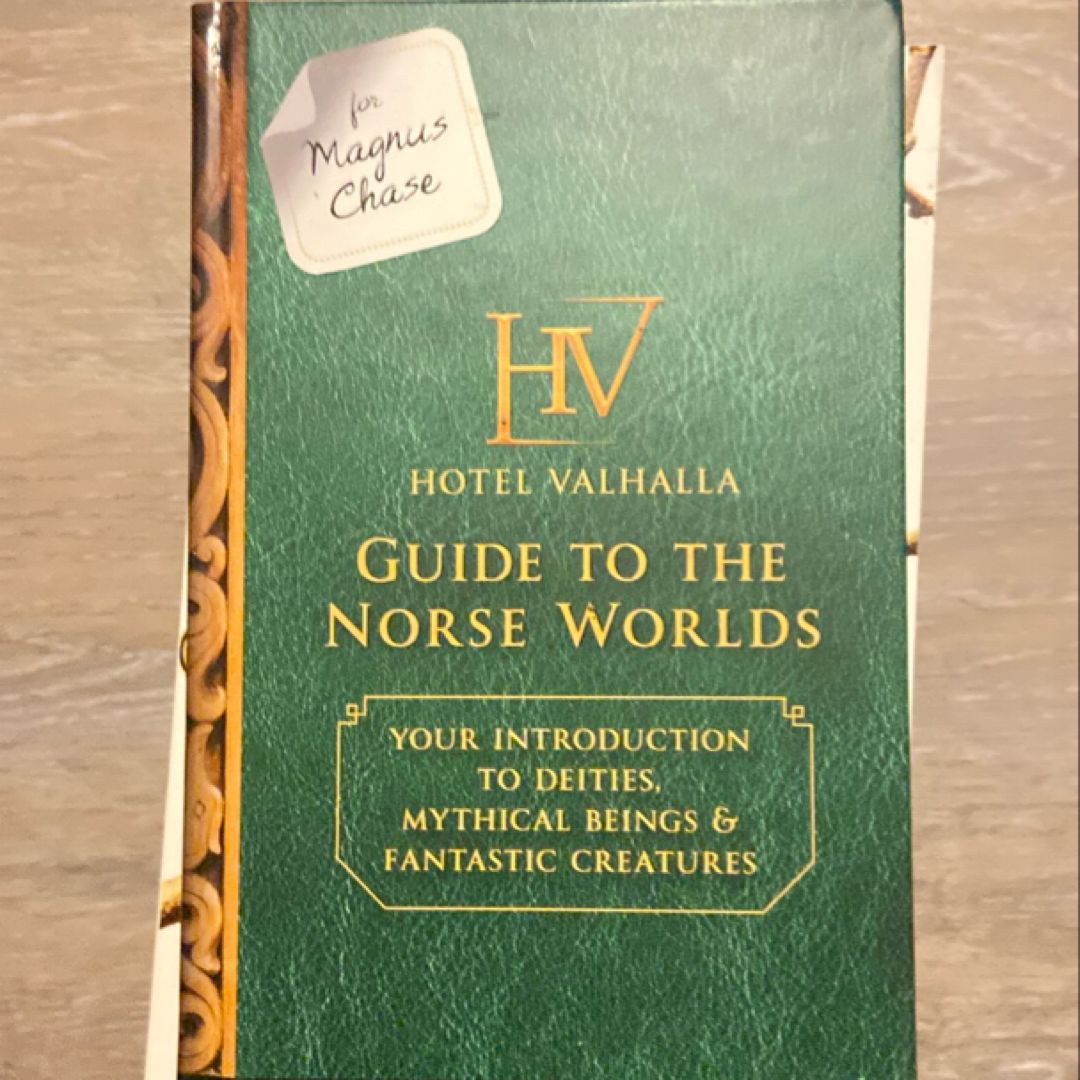 for
Magnus
Chase
HV
HOTEL VALHALLA
GUIDE TO THE
NORSE WORLDS
YOUR INTRODUCTION
TO DEITIES,
MYTHICAL BEINGS &
FANTASTIC CREATURES